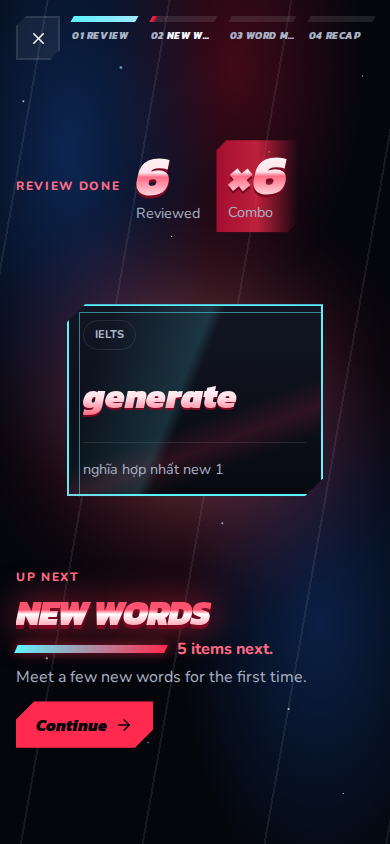 01 REVIEW
02 NEW W...
03 WORD M...
04 RECAP
REVIEW DONE
6
Reviewed
×6
Combo
IELTS
generate
nghĩa hợp nhất new 1
UP NEXT
NEW WORDS
5 items next.
Meet a few new words for the first time.
Continue →